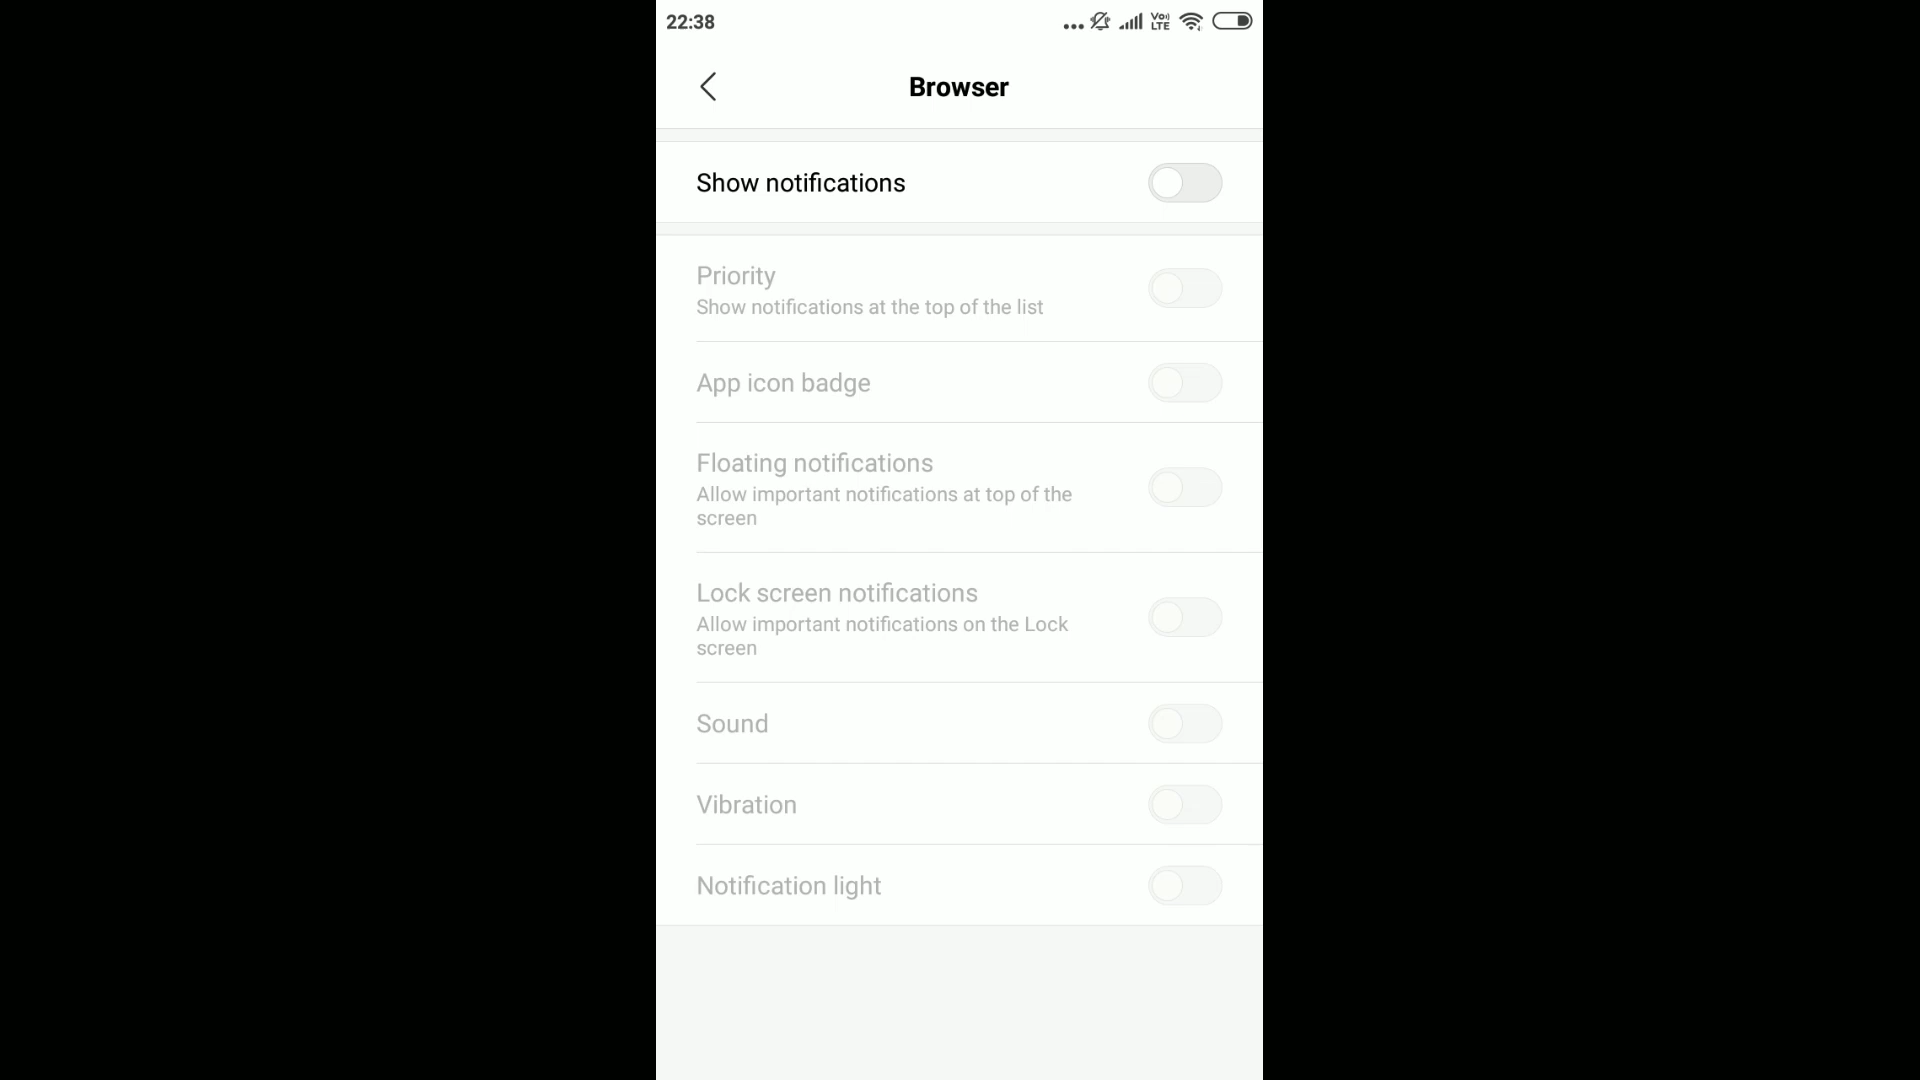 22:38
Vo)) LTE
Browser
Show notifications
Priority
Show notifications at the top of the list
App icon badge
Floating notifications
Allow important notifications at top of the
screen
Lock screen notifications
Allow important notifications on the Lock
screen
Sound
Vibration
Notification light